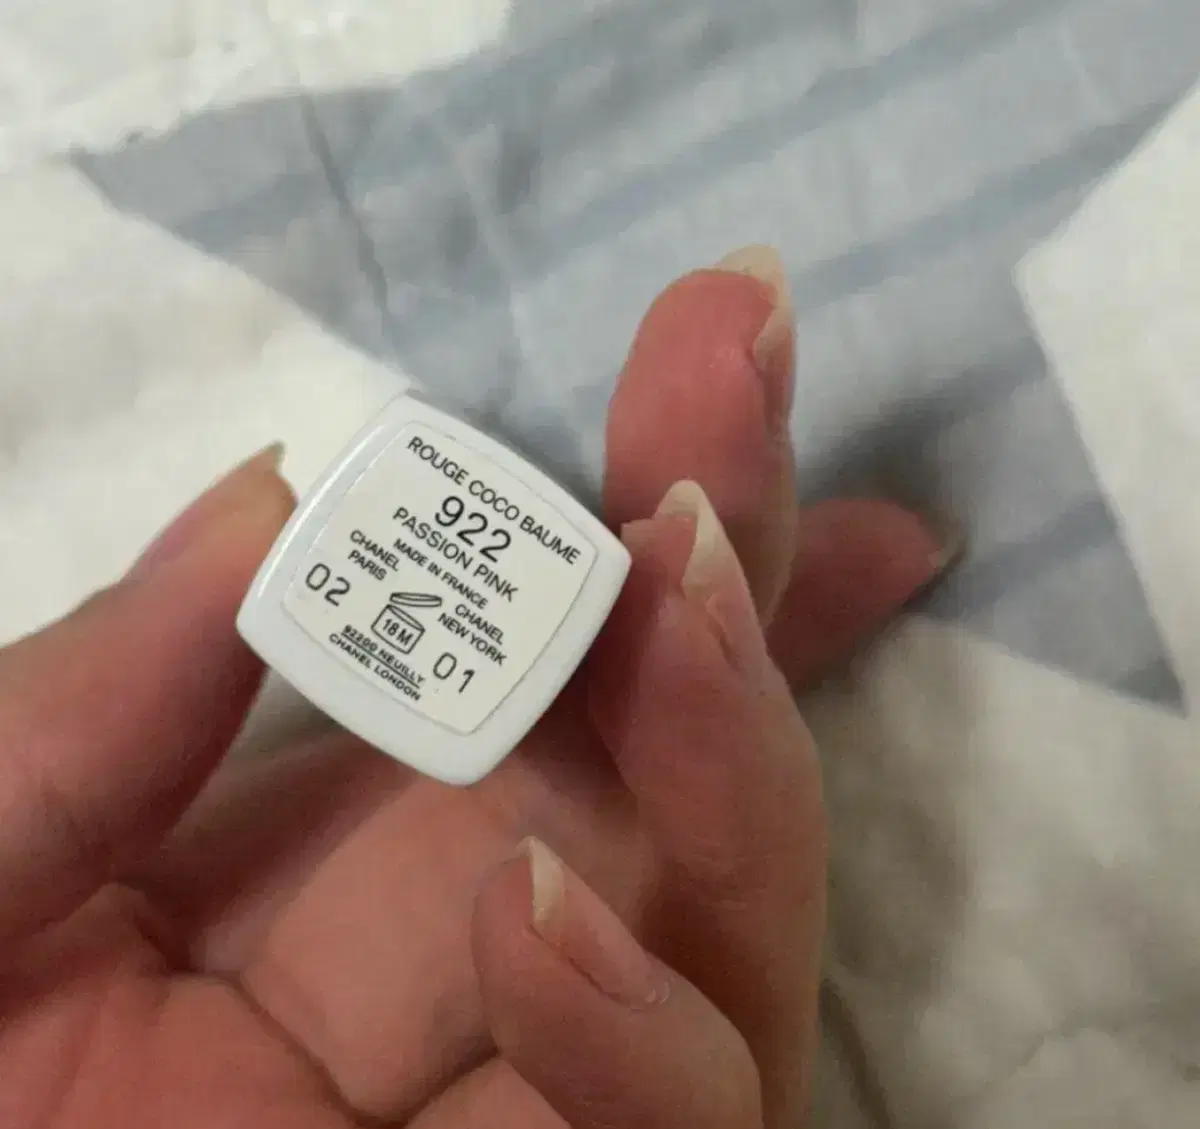 ROUGE COCO BAUME
922
PASSION PINK
MADE IN FRANCE
CHANEL
PARIS
02
18 M
CHANEL
NEW YORK
01
92200 NEUILLY
CHANEL LONDON